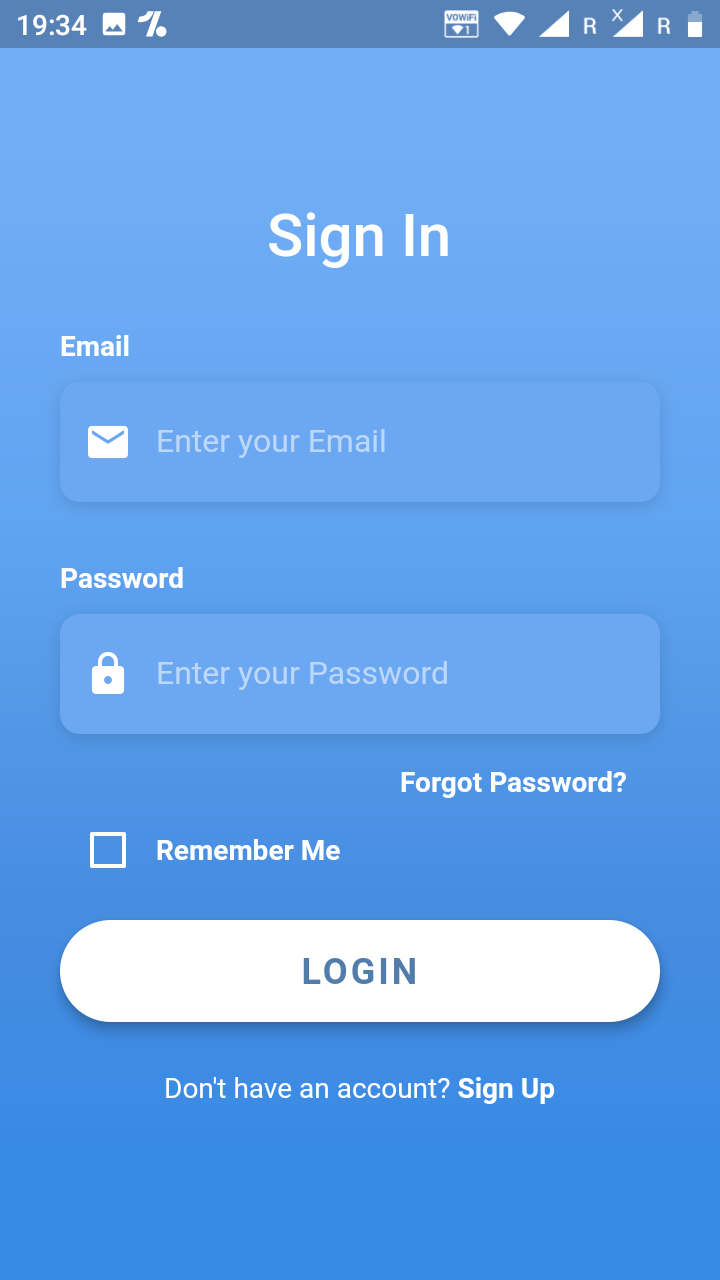 19:34 VOWiFi 1 R X R
Sign In
Email
Enter your Email
Password
Enter your Password
Forgot Password?
Remember Me
LOGIN
Don't have an account? Sign Up